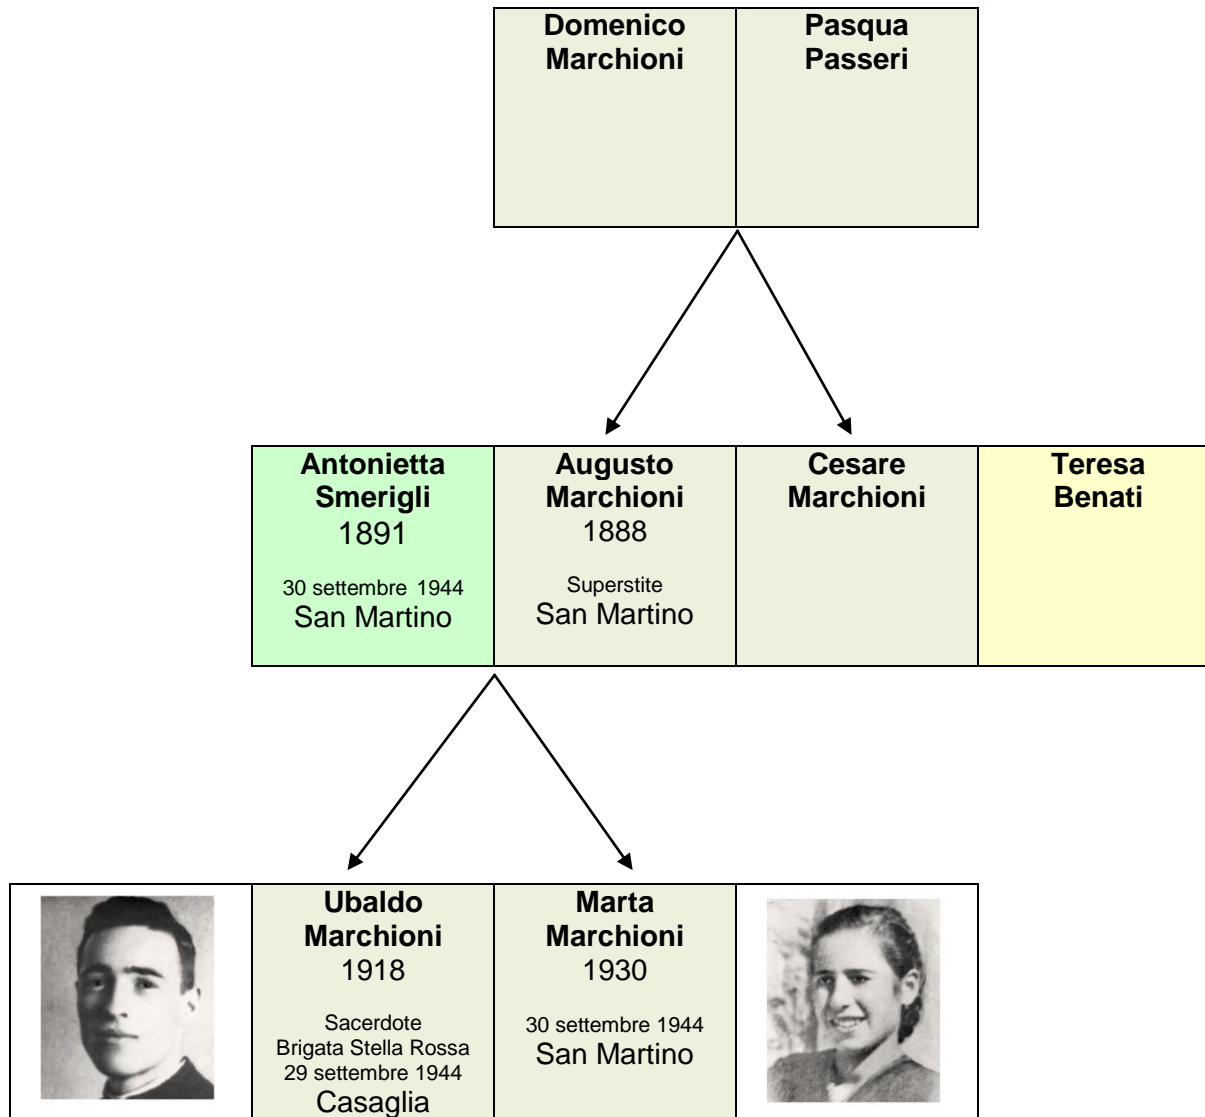 Domenico
Marchioni
Pasqua
Passeri
Antonietta
Smerigli
1891
30 settembre 1944
San Martino
Augusto
Marchioni
1888
Superstite
San Martino
Cesare
Marchioni
Teresa
Benati
Ubaldo
Marchioni
1918
Sacerdote
Brigata Stella Rossa
29 settembre 1944
Casaglia
Marta
Marchioni
1930
30 settembre 1944
San Martino